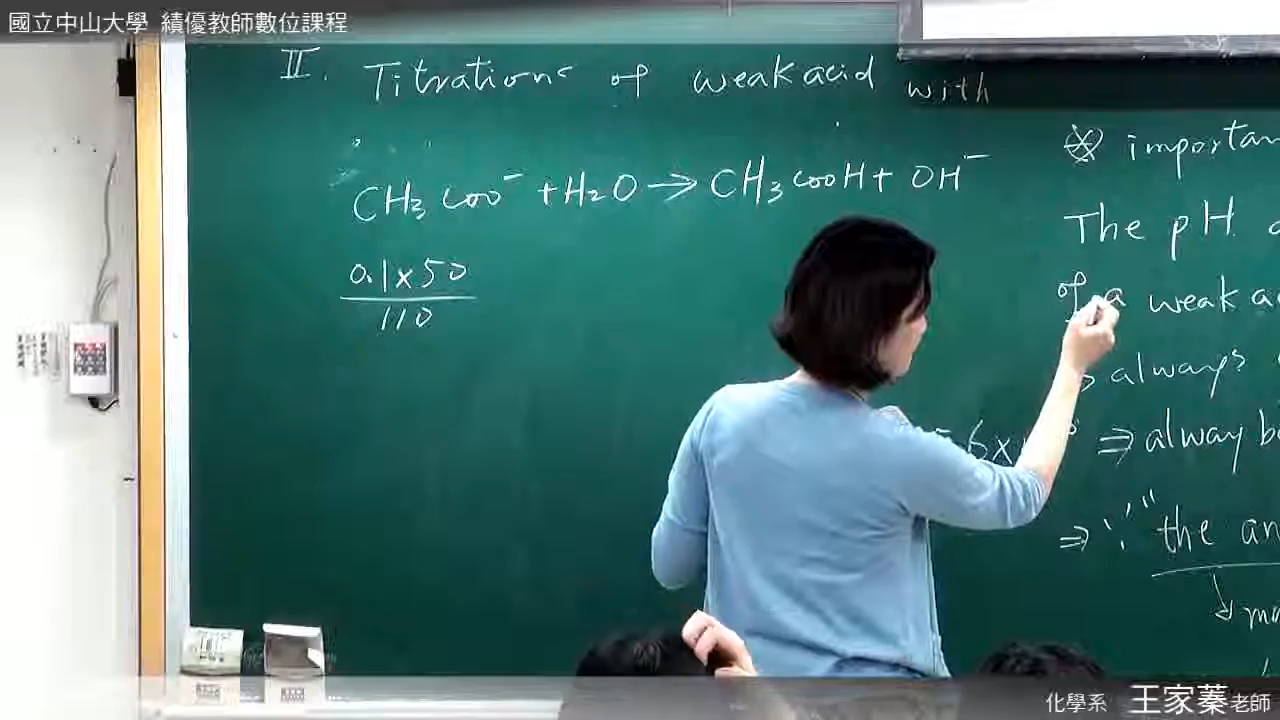 國立中山大學 績優教師數位課程
II. Titrations of weak acid with
CH3COO⁻ + H2O → CH3COOH + OH⁻
0.1×50
110
importan
The pH
of a weak a
always
6×
⇒ alway b
⇒ ∵ "the an
↓ mo
化學系 王家蓁老師